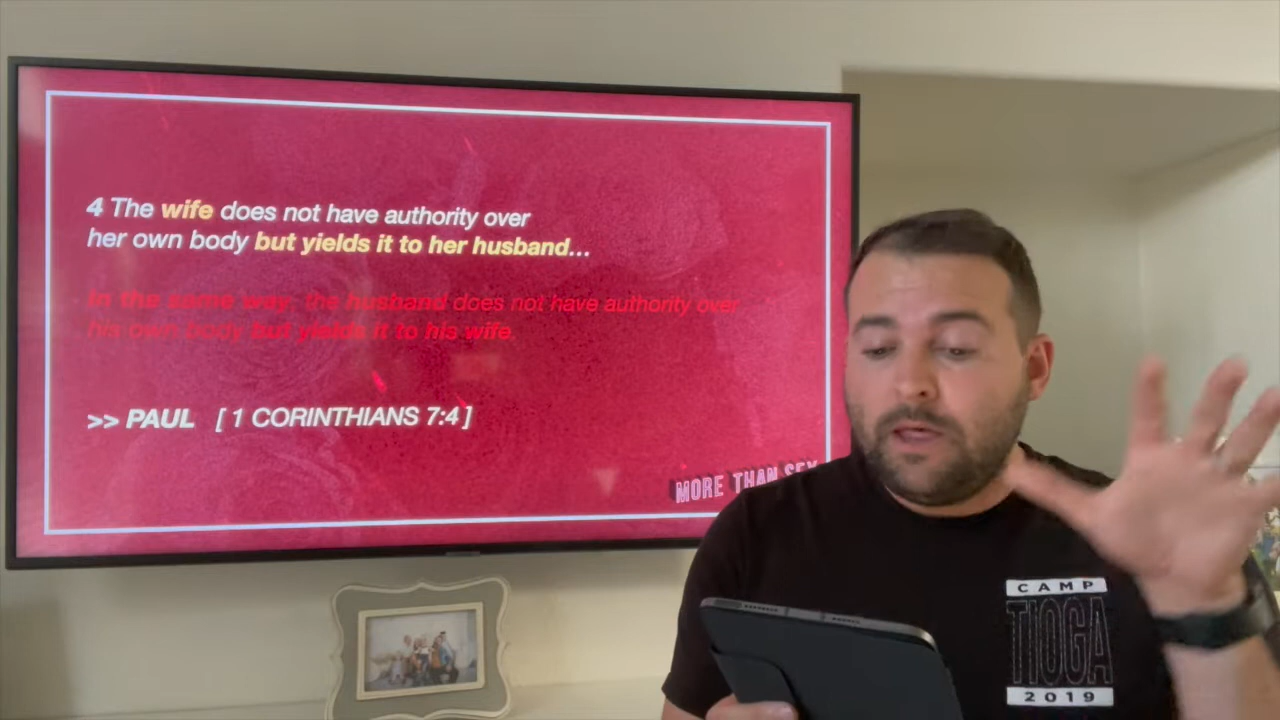 4 The wife does not have authority over
her own body but yields it to her husband...
In the same way, the husband does not have authority over
his own body but yields it to his wife.
>> PAUL [ 1 CORINTHIANS 7:4 ]
MORE THAN SEX
CAMP
TIOGA
2019